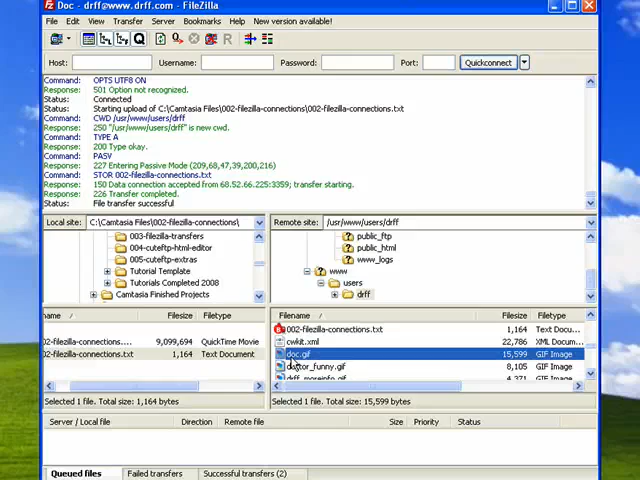 Doc - drff@www.drff.com - FileZilla
File Edit View Transfer Server Bookmarks Help New version available!
Host: Username: Password: Port: Quickconnect
Command: OPTS UTF8 ON
Response: 501 Option not recognized.
Status: Connected
Status: Starting upload of C:\Camtasia Files\002-filezilla-connections\002-filezilla-connections.txt
Command: CWD /usr/www/users/drff
Response: 250 "/usr/www/users/drff" is new cwd.
Command: TYPE A
Response: 200 Type okay.
Command: PASV
Response: 227 Entering Passive Mode (209,68,47,39,200,216)
Command: STOR 002-filezilla-connections.txt
Response: 150 Data connection accepted from 68.52.66.225:3359; transfer starting.
Response: 226 Transfer completed.
Status: File transfer successful
Local site: C:\Camtasia Files\002-filezilla-connections\
003-filezilla-transfers
004-cuteftp-html-editor
005-cuteftp-extras
Tutorial Template
Tutorials Completed 2008
Camtasia Finished Projects
Remote site: /usr/www/users/drff
public_ftp
public_html
www_logs
www
users
drff
name Filesize Filetype
002-filezilla-connections.... 9,099,694 QuickTime Movie
002-filezilla-connections.txt 1,164 Text Document
Selected 1 file. Total size: 1,164 bytes
Filename Filesize Filetype
002-filezilla-connections.txt 1,164 Text Docu...
cwkit.xml 22,786 XML Docum...
doc.gif 15,599 GIF Image
doctor_funny.gif 8,105 GIF Image
drff_moreinfo.gif 4,371 GIF Image
Selected 1 file. Total size: 15,599 bytes
Server / Local file Direction Remote file Size Priority Status
Queued files Failed transfers Successful transfers (2)